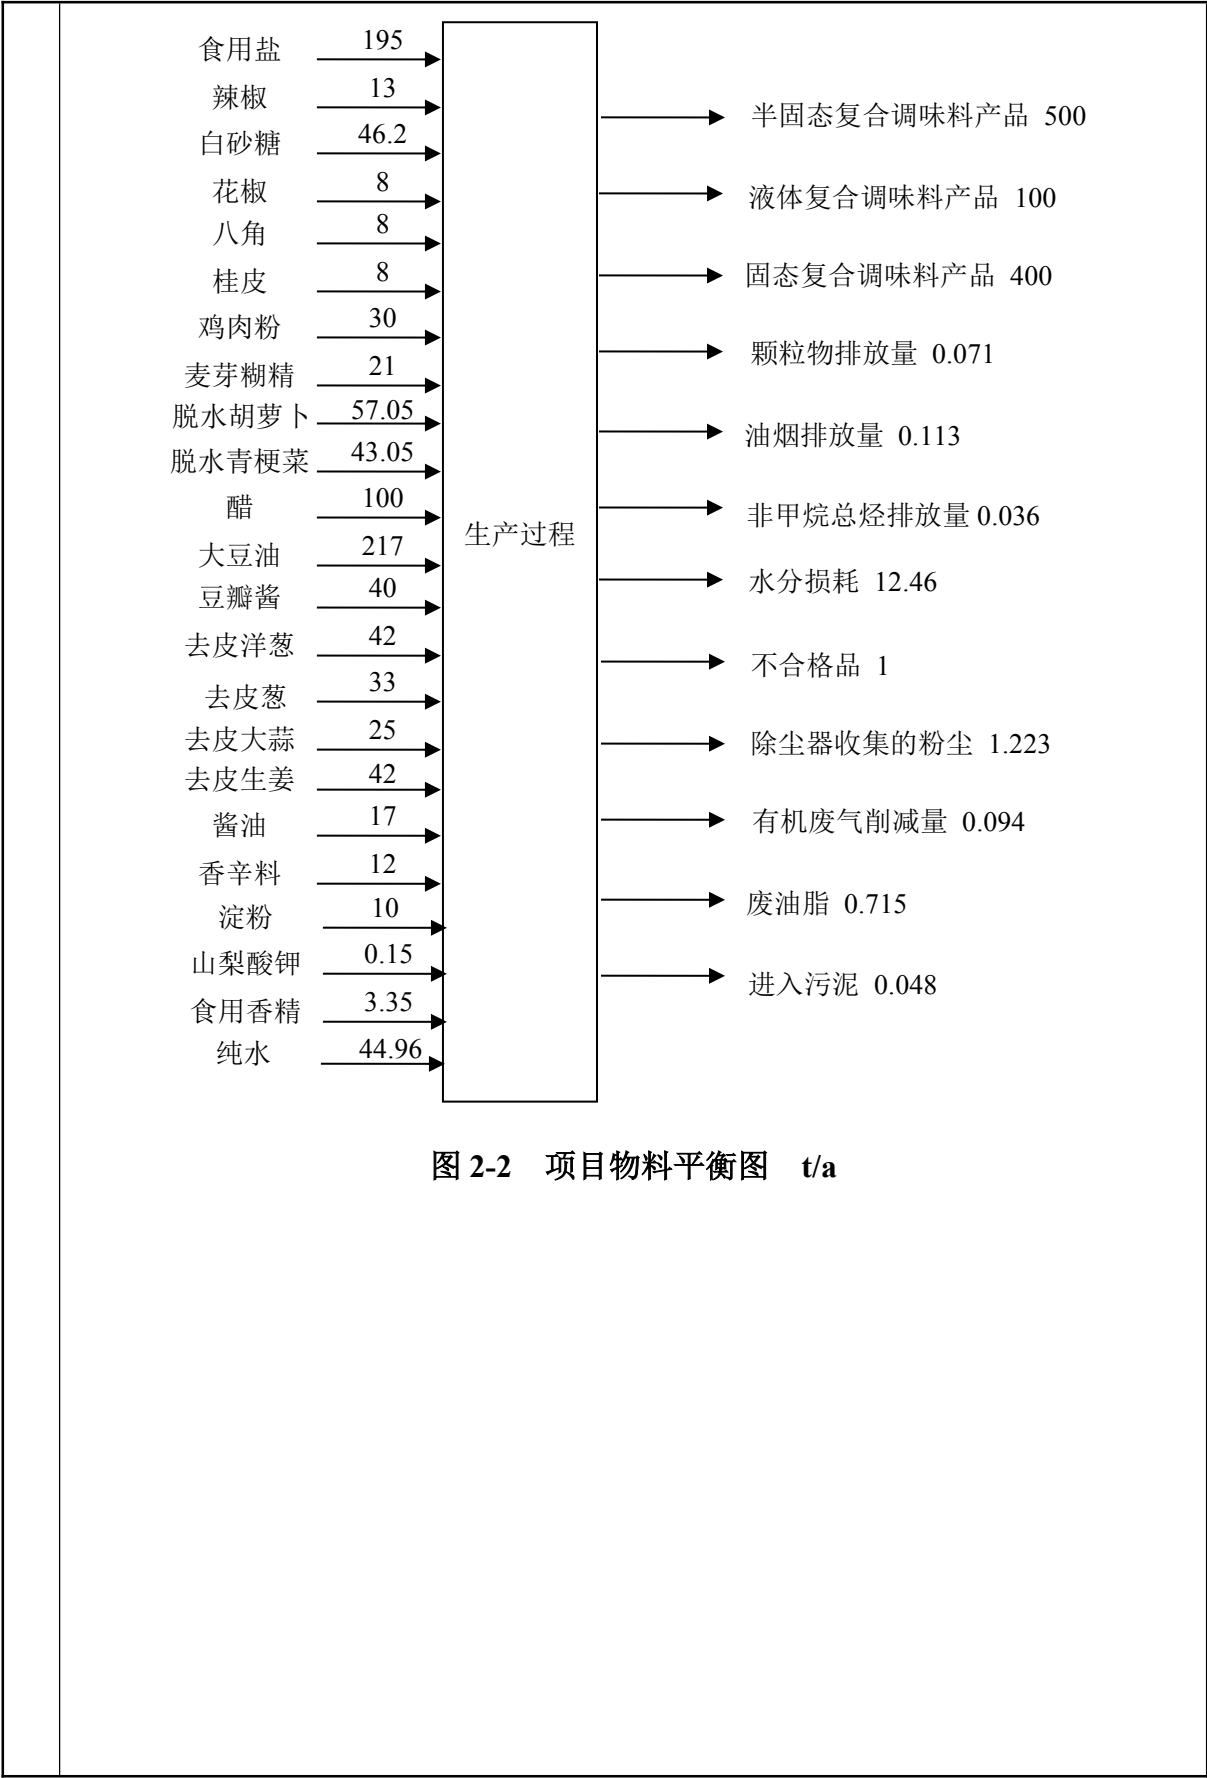 食用盐 195
辣椒 13
白砂糖 46.2
花椒 8
八角 8
桂皮 8
鸡肉粉 30
麦芽糊精 21
脱水胡萝卜 57.05
脱水青梗菜 43.05
醋 100
大豆油 217
豆瓣酱 40
去皮洋葱 42
去皮葱 33
去皮大蒜 25
去皮生姜 42
酱油 17
香辛料 12
淀粉 10
山梨酸钾 0.15
食用香精 3.35
纯水 44.96
生产过程
半固态复合调味料产品 500
液体复合调味料产品 100
固态复合调味料产品 400
颗粒物排放量 0.071
油烟排放量 0.113
非甲烷总烃排放量 0.036
水分损耗 12.46
不合格品 1
除尘器收集的粉尘 1.223
有机废气削减量 0.094
废油脂 0.715
进入污泥 0.048
图 2-2 项目物料平衡图 t/a